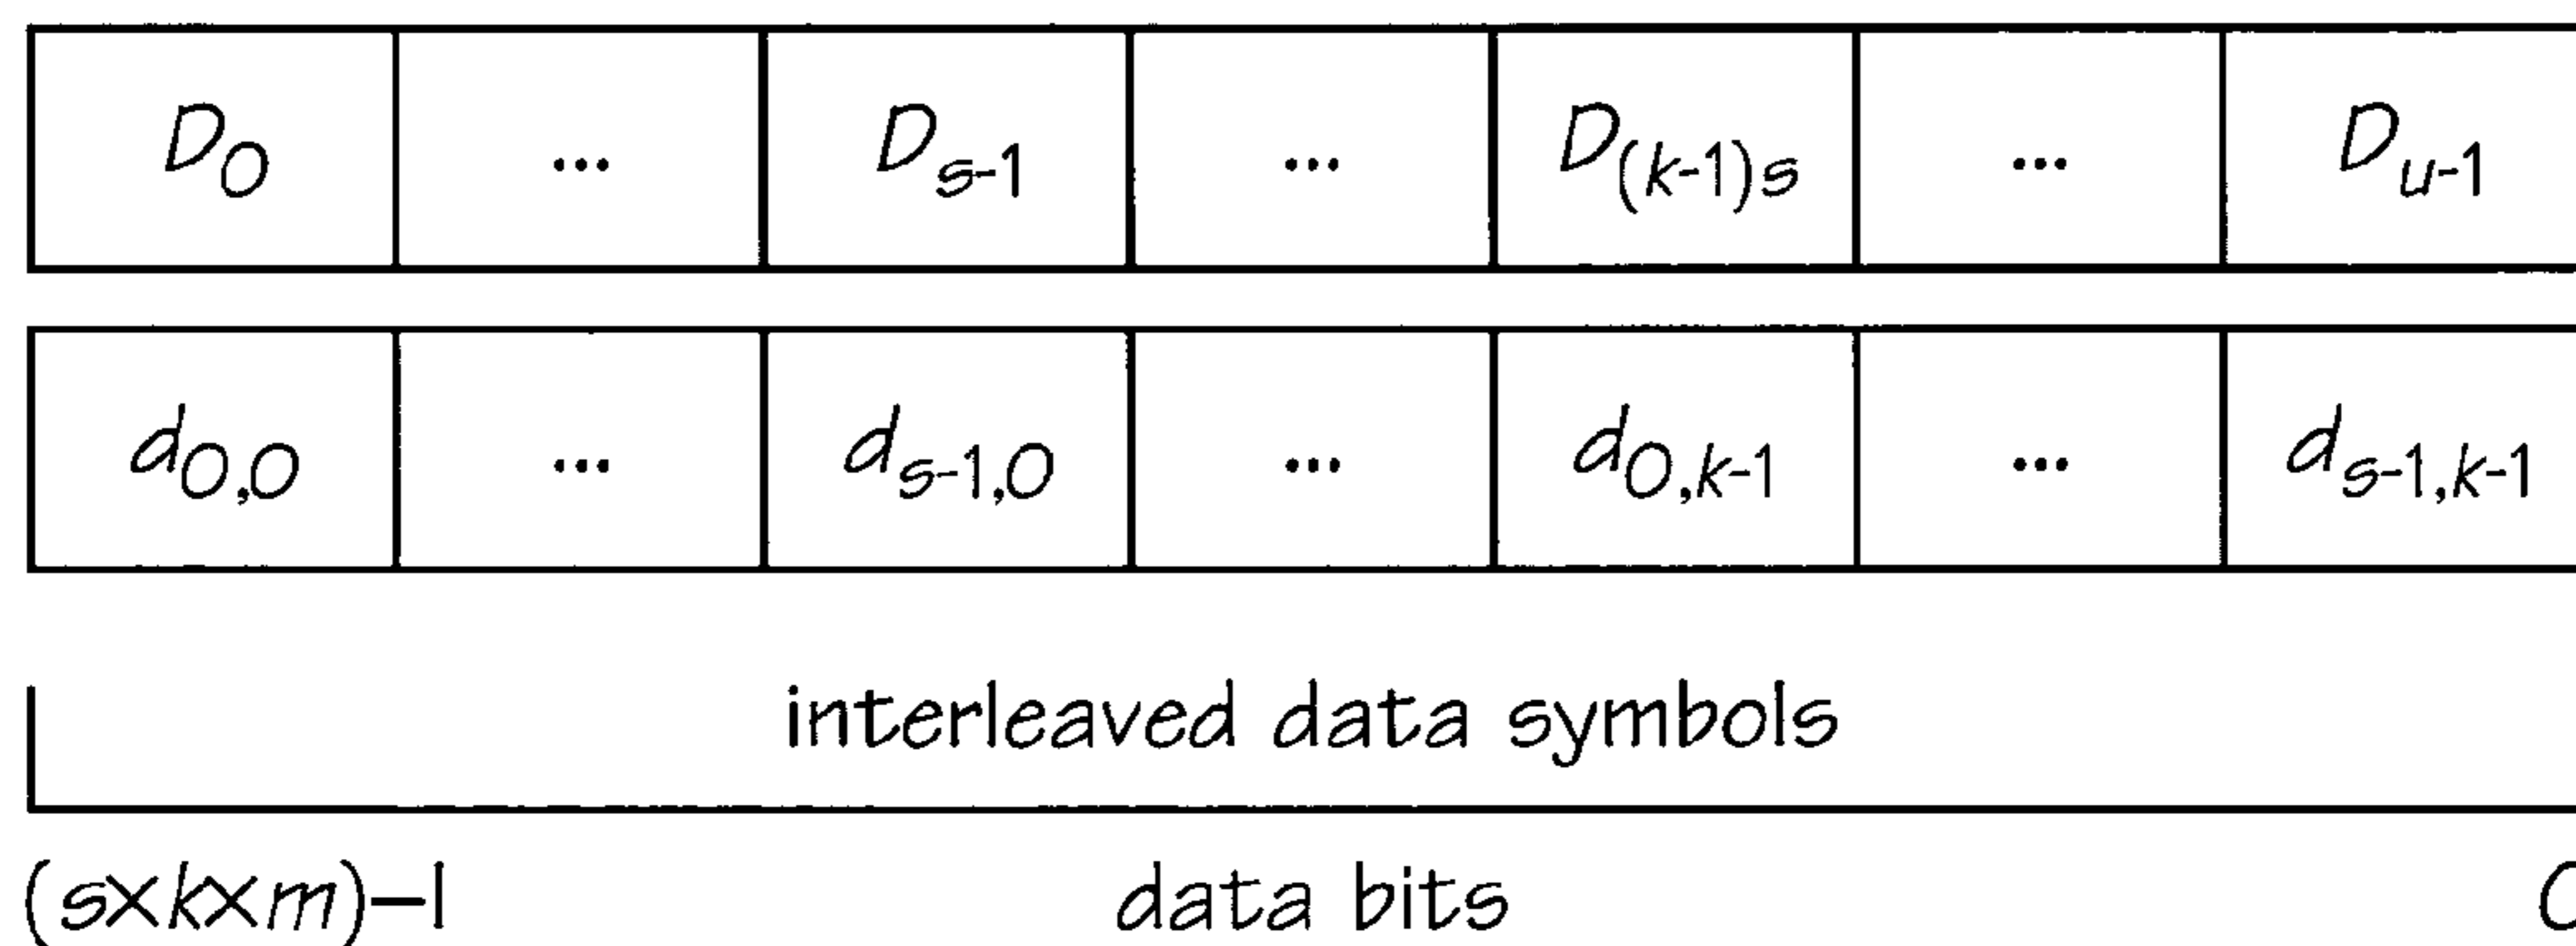 D0 ... Ds-1 ... D(k-1)s ... Du-1
d0,0 ... ds-1,0 ... d0,k-1 ... ds-1,k-1
interleaved data symbols
(s×k×m)–1 data bits 0